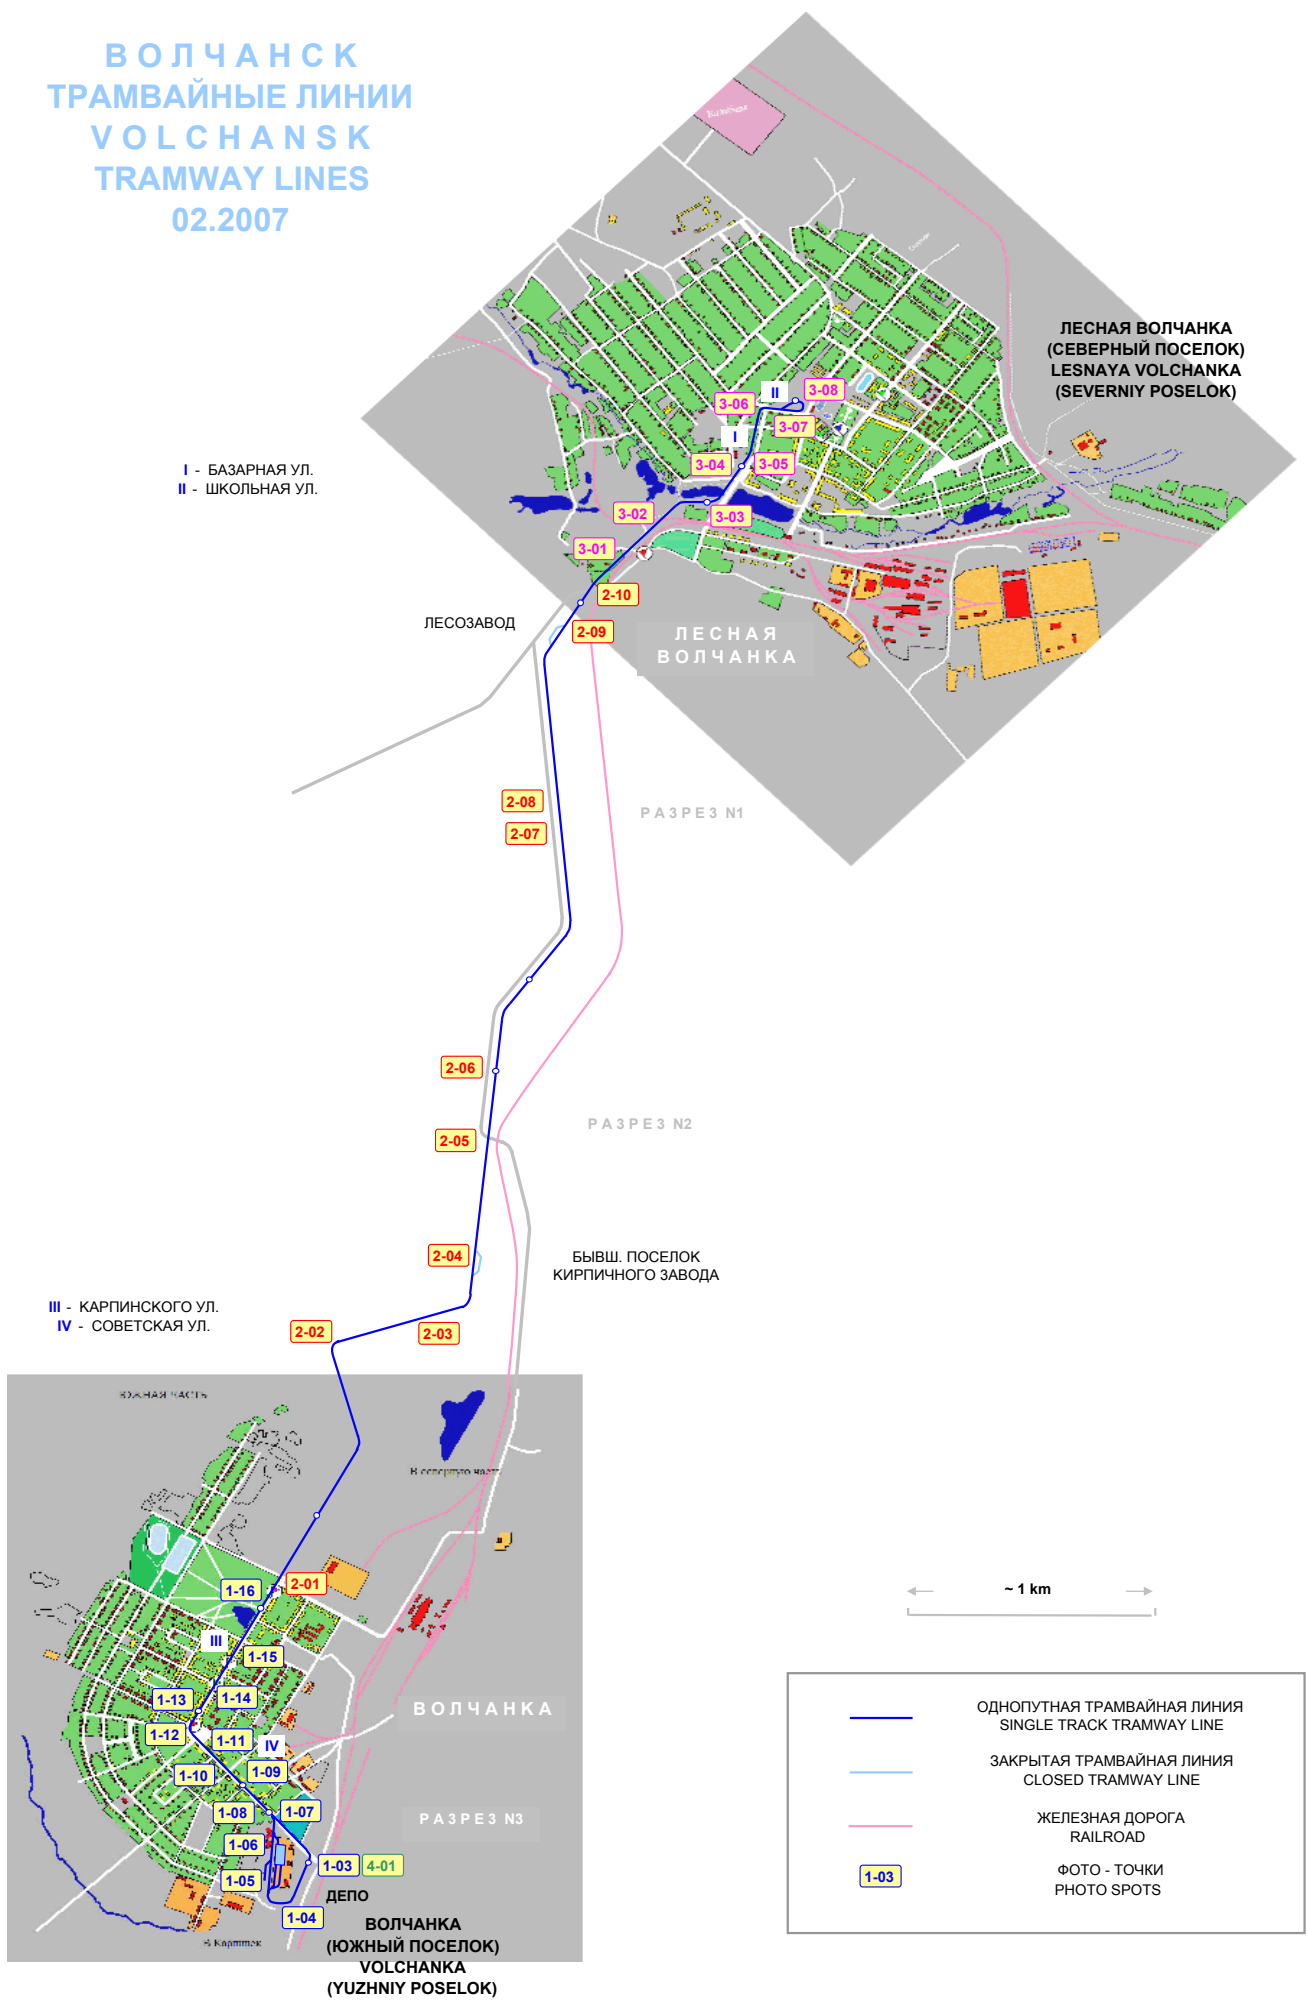 ВОЛЧАНСК
ТРАМВАЙНЫЕ ЛИНИИ
VOLCHANSK
TRAMWAY LINES
02.2007
ЛЕСНАЯ ВОЛЧАНКА
(СЕВЕРНЫЙ ПОСЕЛОК)
LESNAYA VOLCHANKA
(SEVERNIY POSELOK)
I - БАЗАРНАЯ УЛ.
II - ШКОЛЬНАЯ УЛ.
II
3-08
3-06
3-07
I
3-04
3-05
3-02
3-03
3-01
2-10
ЛЕСОЗАВОД
2-09
ЛЕСНАЯ
ВОЛЧАНКА
2-08
РАЗРЕЗ N1
2-07
2-06
РАЗРЕЗ N2
2-05
2-04
БЫВШ. ПОСЕЛОК
КИРПИЧНОГО ЗАВОДА
III - КАРПИНСКОГО УЛ.
IV - СОВЕТСКАЯ УЛ.
2-02
2-03
ЮЖНАЯ ЧАСТЬ
В северную часть
2-01
1-16
III
1-15
1-14
1-13
1-12
1-11
IV
ВОЛЧАНКА
1-10
1-09
1-08
1-07
РАЗРЕЗ N3
1-06
1-05
1-03
4-01
ДЕПО
1-04
В Карпинск
ВОЛЧАНКА
(ЮЖНЫЙ ПОСЕЛОК)
VOLCHANKA
(YUZHNIY POSELOK)
~ 1 km
ОДНОПУТНАЯ ТРАМВАЙНАЯ ЛИНИЯ
SINGLE TRACK TRAMWAY LINE
ЗАКРЫТАЯ ТРАМВАЙНАЯ ЛИНИЯ
CLOSED TRAMWAY LINE
ЖЕЛЕЗНАЯ ДОРОГА
RAILROAD
1-03
ФОТО - ТОЧКИ
PHOTO SPOTS